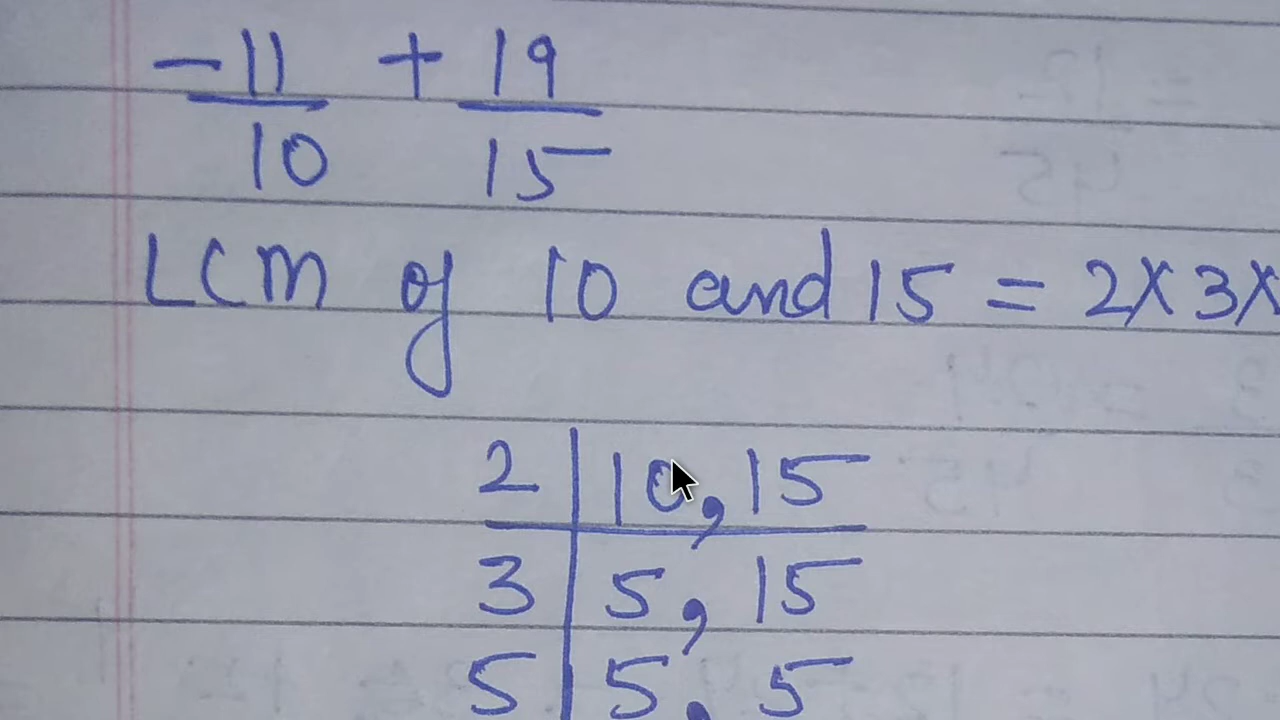 -11 + 19
10 15
LCM of 10 and 15 = 2x3x
2 | 10, 15
3 | 5, 15
5 | 5, 5